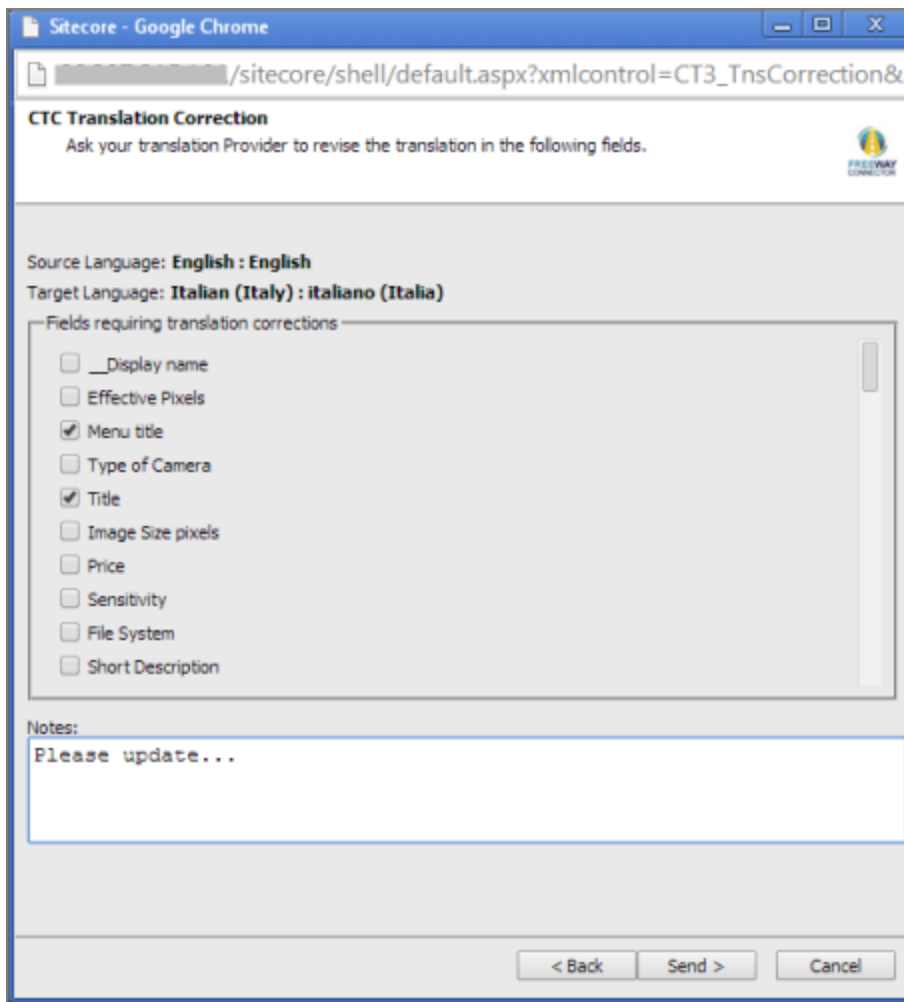 Sitecore - Google Chrome
/sitecore/shell/default.aspx?xmlcontrol=CT3_TnsCorrection&
CTC Translation Correction
Ask your translation Provider to revise the translation in the following fields.
FREEWAY
CONNECTOR
Source Language: English : English
Target Language: Italian (Italy) : italiano (Italia)
Fields requiring translation corrections
__Display name
Effective Pixels
Menu title
Type of Camera
Title
Image Size pixels
Price
Sensitivity
File System
Short Description
Notes:
Please update...
< Back
Send >
Cancel